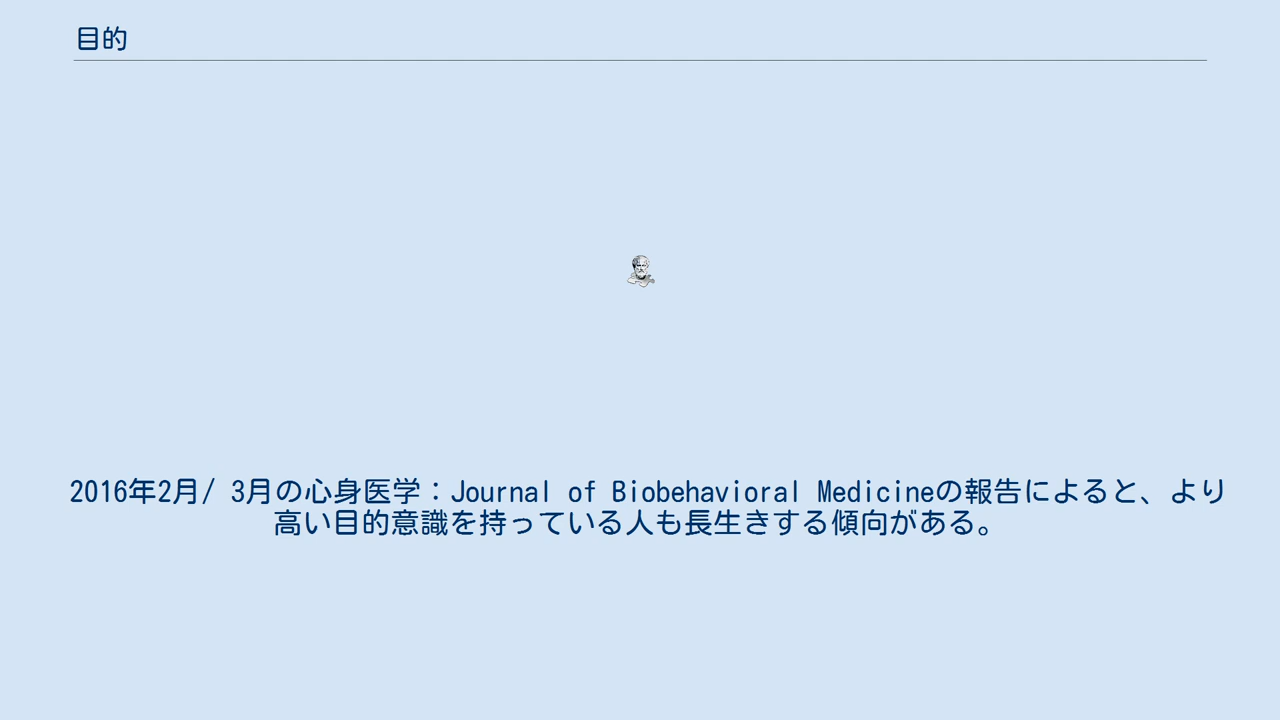 目的
2016年2月/ 3月の心身医学：Journal of Biobehavioral Medicineの報告によると、より
高い目的意識を持っている人も長生きする傾向がある。